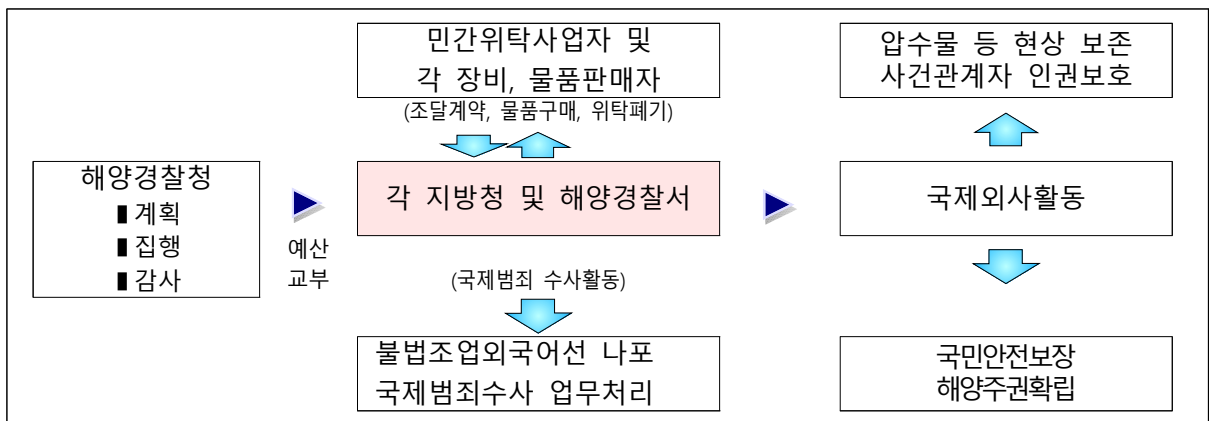 민간위탁사업자 및
각 장비, 물품판매자
(조달계약, 물품구매, 위탁폐기)
압수물 등 현상 보존
사건관계자 인권보호
해양경찰청
▮계획
▮집행
▮감사
예산
교부
각 지방청 및 해양경찰서
국제외사활동
(국제범죄 수사활동)
불법조업외국어선 나포
국제범죄수사 업무처리
국민안전보장
해양주권확립